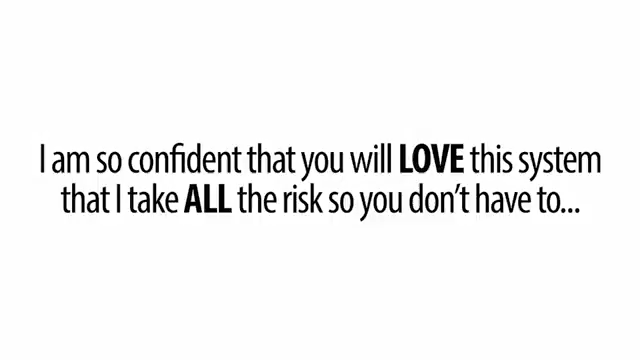 I am so confident that you will LOVE this system
that I take ALL the risk so you don’t have to...